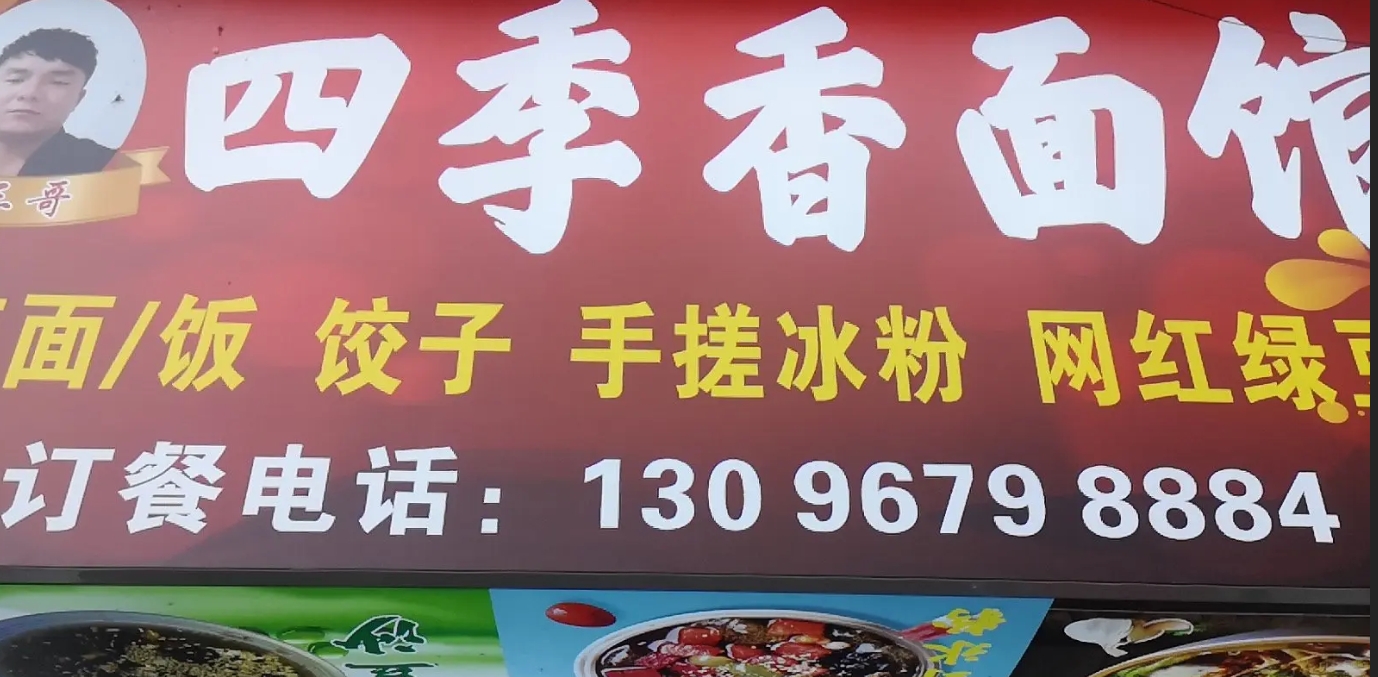 四季香面馆
哥
面/饭 饺子 手搓冰粉 网红绿豆
订餐电话：130 9679 8884